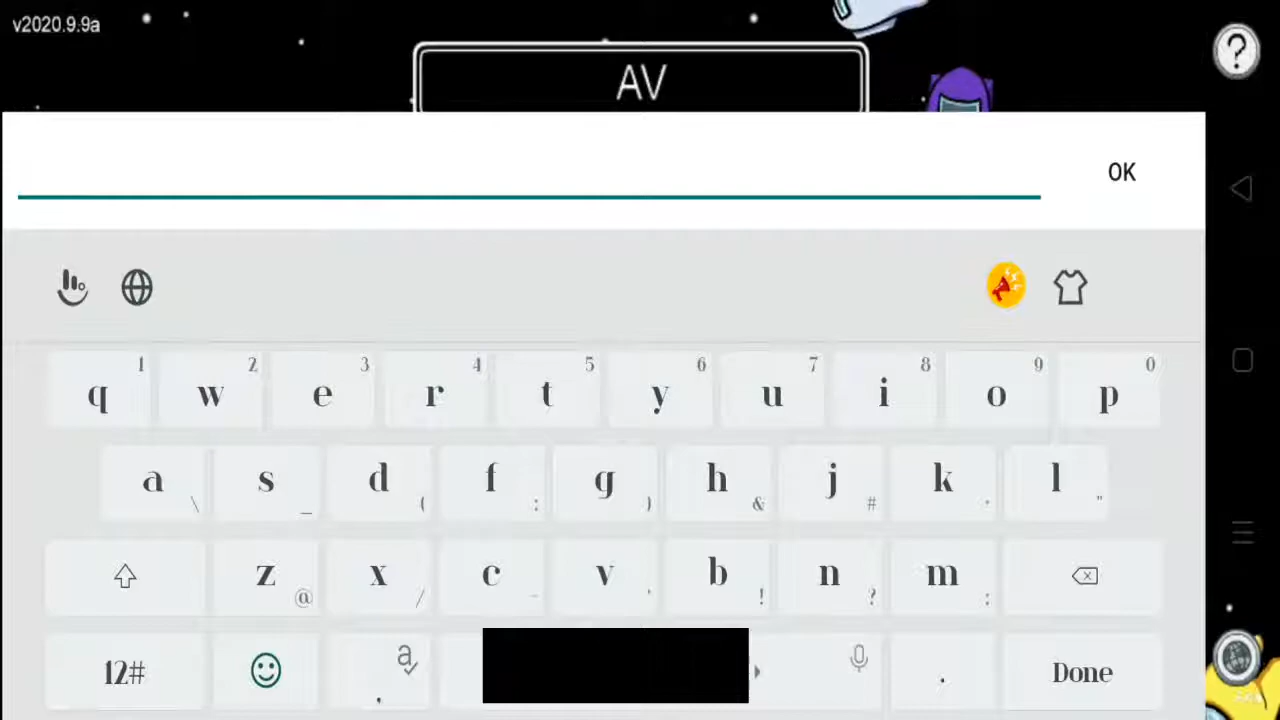 v2020.9.9a
?
AV
OK
1 2 3 4 5 6 7 8 9 0
q w e r t y u i o p
a s d f g h j k l
\ _ ( : ) & # "
z x c v b n m
@ / - ' ! ? :
12# , a . Done